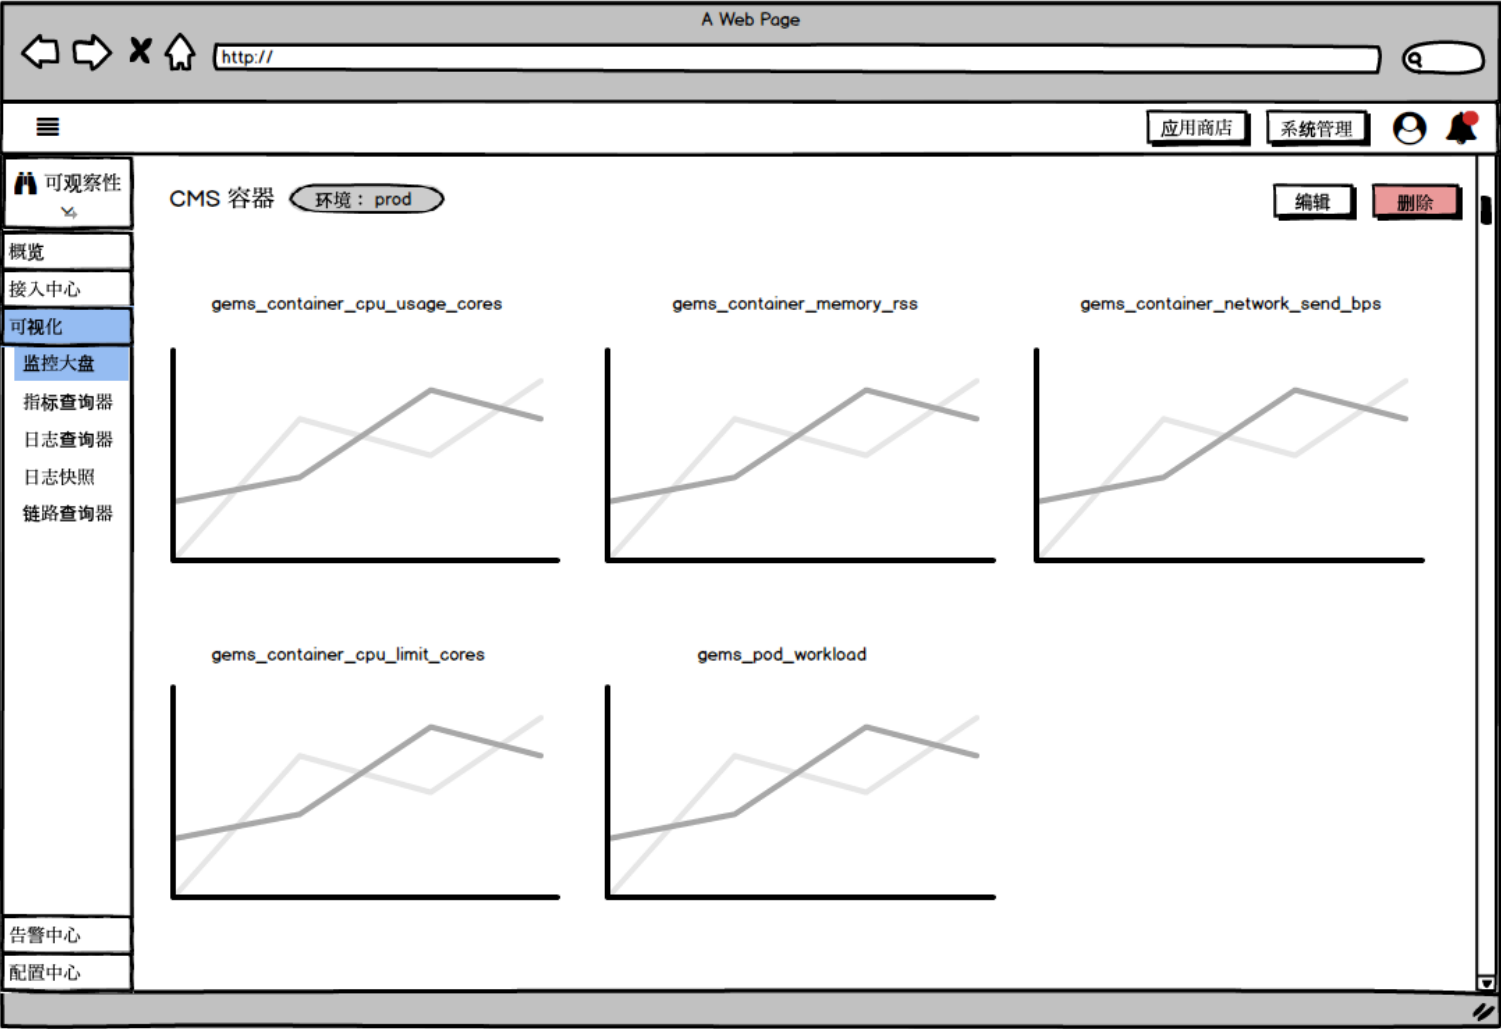 A Web Page
http://
应用商店
系统管理
可观察性
概览
接入中心
可视化
监控大盘
指标查询器
日志查询器
日志快照
链路查询器
告警中心
配置中心
CMS 容器
环境： prod
编辑
删除
gems_container_cpu_usage_cores
gems_container_memory_rss
gems_container_network_send_bps
gems_container_cpu_limit_cores
gems_pod_workload